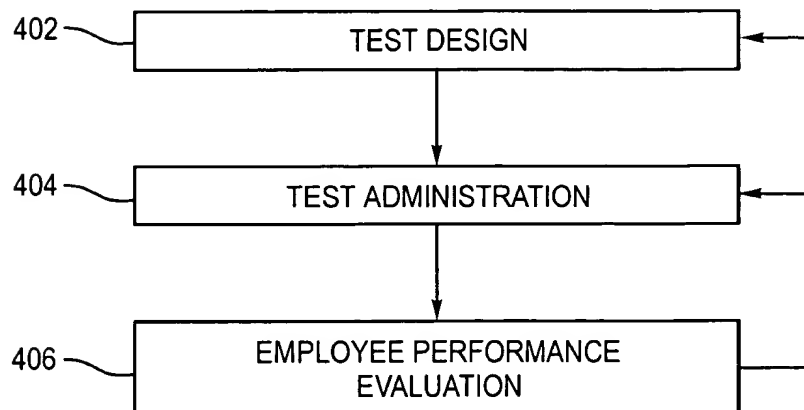 402
TEST DESIGN
404
TEST ADMINISTRATION
406
EMPLOYEE PERFORMANCE
EVALUATION